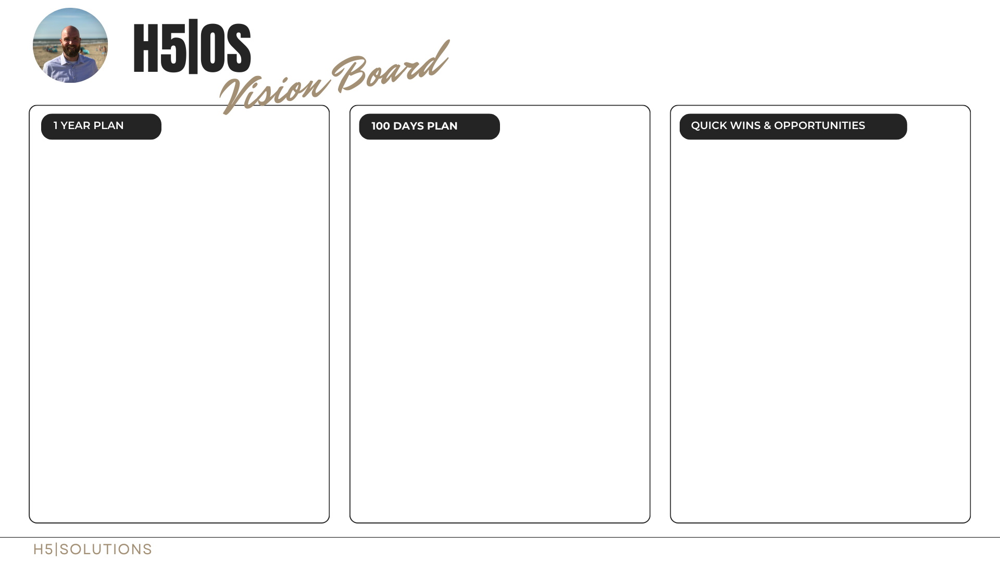 H5|OS
Vision Board
1 YEAR PLAN
100 DAYS PLAN
QUICK WINS & OPPORTUNITIES
H5|SOLUTIONS